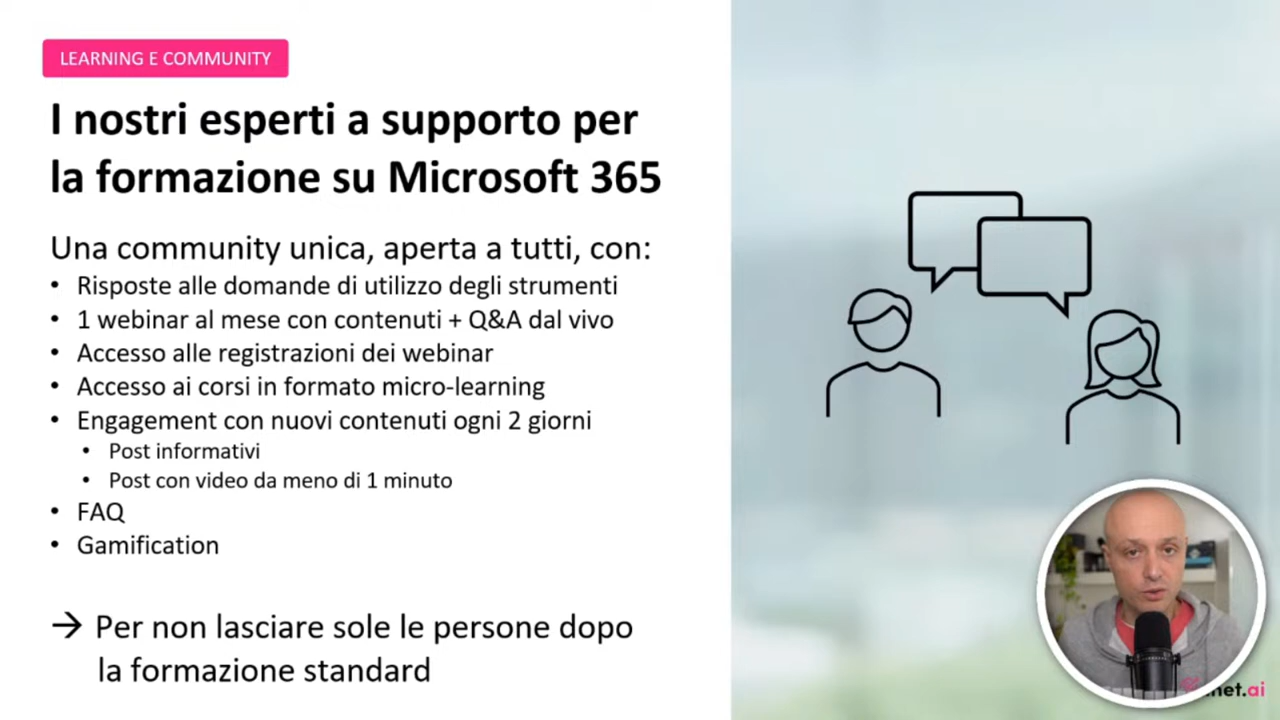 LEARNING E COMMUNITY
I nostri esperti a supporto per
la formazione su Microsoft 365
Una community unica, aperta a tutti, con:
• Risposte alle domande di utilizzo degli strumenti
• 1 webinar al mese con contenuti + Q&A dal vivo
• Accesso alle registrazioni dei webinar
• Accesso ai corsi in formato micro-learning
• Engagement con nuovi contenuti ogni 2 giorni
• Post informativi
• Post con video da meno di 1 minuto
• FAQ
• Gamification
→ Per non lasciare sole le persone dopo
la formazione standard